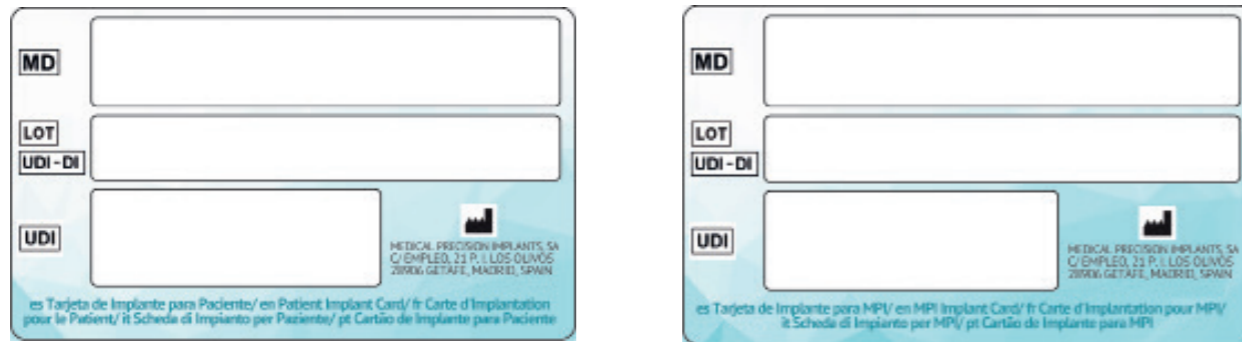 MD
LOT
UDI-DI
UDI
MEDICAL PRECISION IMPLANTS, SA
C/ EMPLEO, 21 P. I. LOS OLIVOS
28906 GETAFE, MADRID, SPAIN
es Tarjeta de Implante para Paciente/ en Patient Implant Card/ fr Carte d'Implantation
pour le Patient/ it Scheda di Impianto per Paziente/ pt Cartão de Implante para Paciente
MD
LOT
UDI-DI
UDI
MEDICAL PRECISION IMPLANTS, SA
C/ EMPLEO, 21 P. I. LOS OLIVOS
28906 GETAFE, MADRID, SPAIN
es Tarjeta de Implante para MPI/ en MPI Implant Card/ fr Carte d'Implantation pour MPI/
it Scheda di Impianto per MPI/ pt Cartão de Implante para MPI